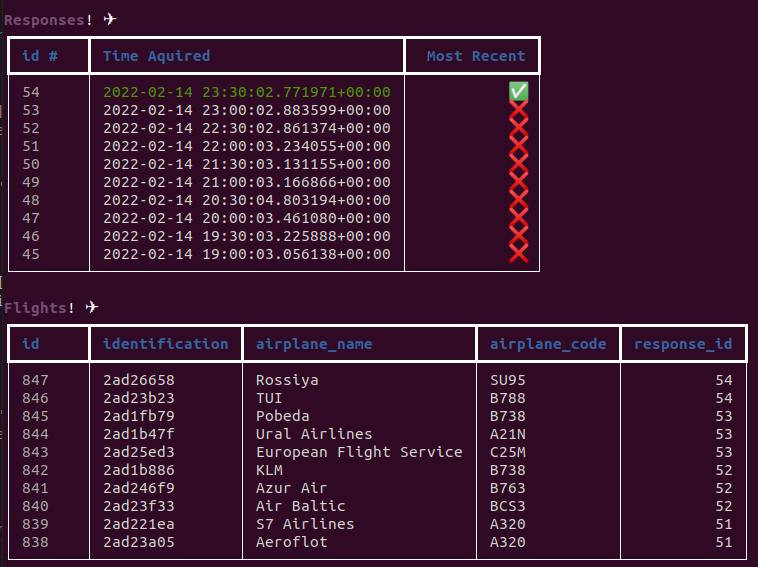 Responses! ✈
id # Time Aquired Most Recent
54 2022-02-14 23:30:02.771971+00:00 ✅
53 2022-02-14 23:00:02.883599+00:00 ❌
52 2022-02-14 22:30:02.861374+00:00 ❌
51 2022-02-14 22:00:03.234055+00:00 ❌
50 2022-02-14 21:30:03.131155+00:00 ❌
49 2022-02-14 21:00:03.166866+00:00 ❌
48 2022-02-14 20:30:04.803194+00:00 ❌
47 2022-02-14 20:00:03.461080+00:00 ❌
46 2022-02-14 19:30:03.225888+00:00 ❌
45 2022-02-14 19:00:03.056138+00:00 ❌
Flights! ✈
id identification airplane_name airplane_code response_id
847 2ad26658 Rossiya SU95 54
846 2ad23b23 TUI B788 54
845 2ad1fb79 Pobeda B738 53
844 2ad1b47f Ural Airlines A21N 53
843 2ad25ed3 European Flight Service C25M 53
842 2ad1b886 KLM B738 52
841 2ad246f9 Azur Air B763 52
840 2ad23f33 Air Baltic BCS3 52
839 2ad221ea S7 Airlines A320 51
838 2ad23a05 Aeroflot A320 51